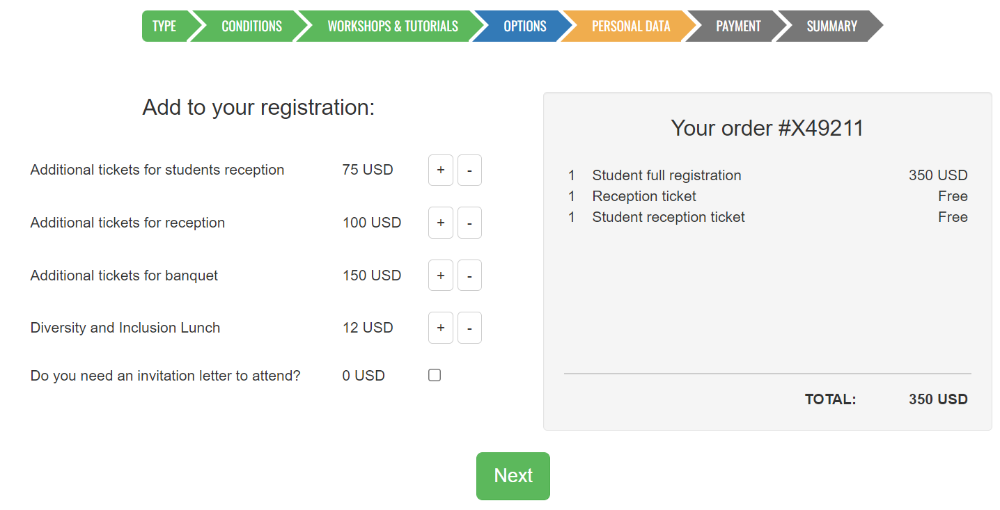 TYPE CONDITIONS WORKSHOPS & TUTORIALS OPTIONS PERSONAL DATA PAYMENT SUMMARY
Add to your registration:
Additional tickets for students reception 75 USD + -
Additional tickets for reception 100 USD + -
Additional tickets for banquet 150 USD + -
Diversity and Inclusion Lunch 12 USD + -
Do you need an invitation letter to attend? 0 USD
Your order #X49211
1 Student full registration 350 USD
1 Reception ticket Free
1 Student reception ticket Free
TOTAL: 350 USD
Next